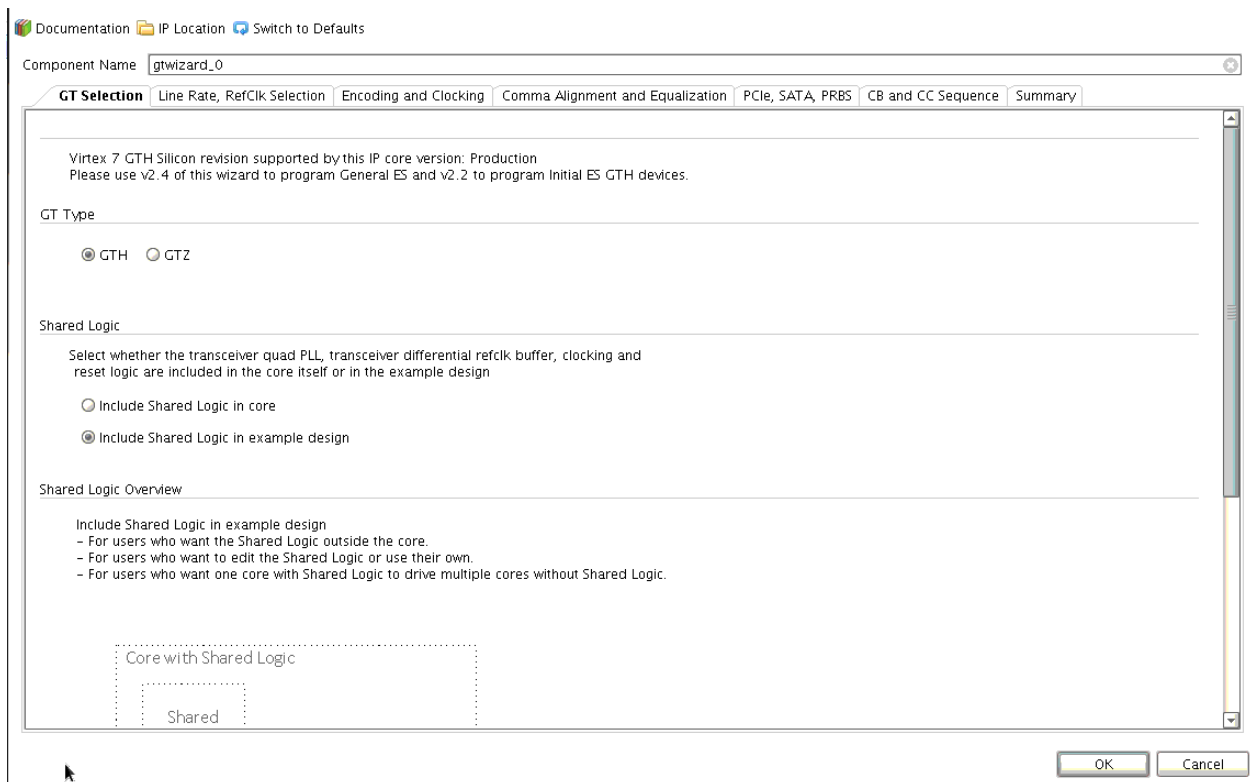 Documentation IP Location Switch to Defaults
Component Name gtwizard_0
GT Selection Line Rate, RefClk Selection Encoding and Clocking Comma Alignment and Equalization PCIe, SATA, PRBS CB and CC Sequence Summary
Virtex 7 GTH Silicon revision supported by this IP core version: Production
Please use v2.4 of this wizard to program General ES and v2.2 to program Initial ES GTH devices.
GT Type
GTH GTZ
Shared Logic
Select whether the transceiver quad PLL, transceiver differential refclk buffer, clocking and
reset logic are included in the core itself or in the example design
Include Shared Logic in core
Include Shared Logic in example design
Shared Logic Overview
Include Shared Logic in example design
- For users who want the Shared Logic outside the core.
- For users who want to edit the Shared Logic or use their own.
- For users who want one core with Shared Logic to drive multiple cores without Shared Logic.
Core with Shared Logic
Shared
OK Cancel